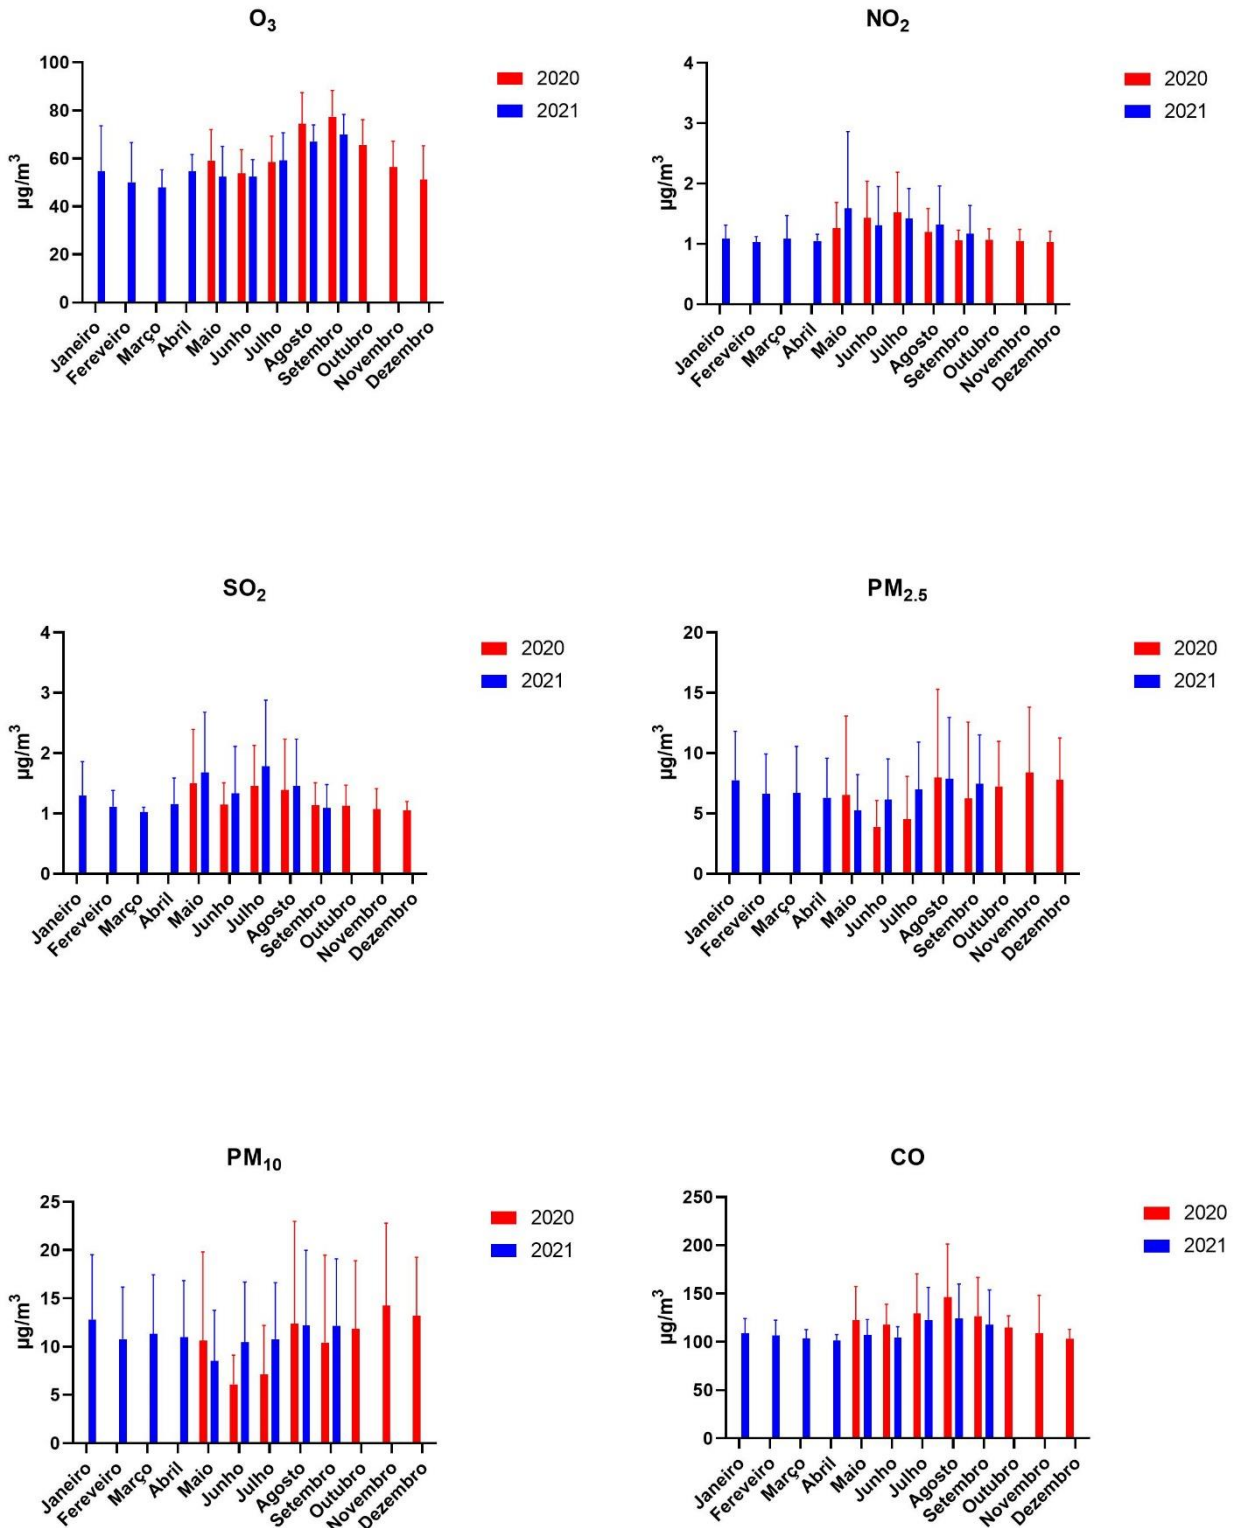 O3
µg/m3
100
80
60
40
20
0
2020
2021
Janeiro
Fereveiro
Março
Abril
Maio
Junho
Julho
Agosto
Setembro
Outubro
Novembro
Dezembro
NO2
µg/m3
4
3
2
1
0
2020
2021
Janeiro
Fereveiro
Março
Abril
Maio
Junho
Julho
Agosto
Setembro
Outubro
Novembro
Dezembro
SO2
µg/m3
4
3
2
1
0
2020
2021
Janeiro
Fereveiro
Março
Abril
Maio
Junho
Julho
Agosto
Setembro
Outubro
Novembro
Dezembro
PM2.5
µg/m3
20
15
10
5
0
2020
2021
Janeiro
Fereveiro
Março
Abril
Maio
Junho
Julho
Agosto
Setembro
Outubro
Novembro
Dezembro
PM10
µg/m3
25
20
15
10
5
0
2020
2021
Janeiro
Fereveiro
Março
Abril
Maio
Junho
Julho
Agosto
Setembro
Outubro
Novembro
Dezembro
CO
µg/m3
250
200
150
100
50
0
2020
2021
Janeiro
Fereveiro
Março
Abril
Maio
Junho
Julho
Agosto
Setembro
Outubro
Novembro
Dezembro